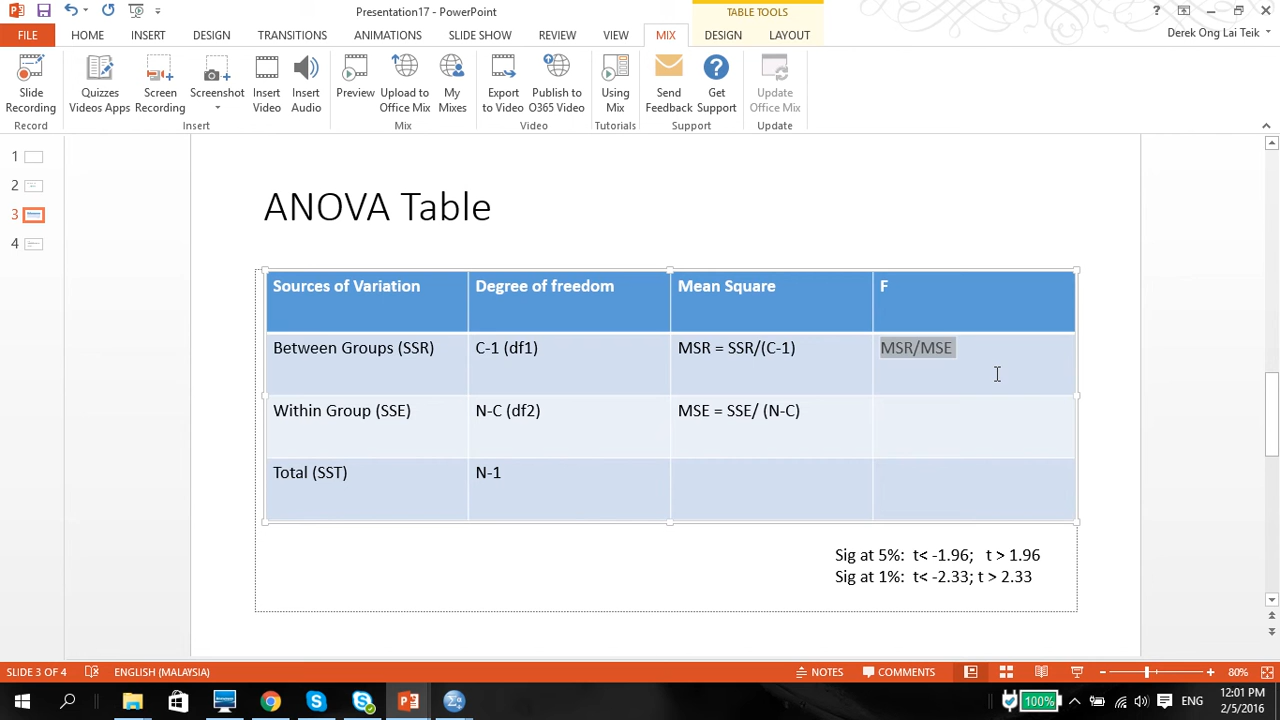 Presentation17 - PowerPoint
TABLE TOOLS
?
FILE
HOME
INSERT
DESIGN
TRANSITIONS
ANIMATIONS
SLIDE SHOW
REVIEW
VIEW
MIX
DESIGN
LAYOUT
Derek Ong Lai Teik
Slide Recording
Quizzes Videos Apps
Screen Recording
Screenshot
Insert Video
Insert Audio
Preview
Upload to Office Mix
My Mixes
Export to Video
Publish to O365 Video
Using Mix
Send Feedback
Get Support
Update Office Mix
Record
Insert
Mix
Video
Tutorials
Support
Update
1
2
3
4
ANOVA Table
Sources of Variation
Degree of freedom
Mean Square
F
Between Groups (SSR)
C-1 (df1)
MSR = SSR/(C-1)
MSR/MSE
Within Group (SSE)
N-C (df2)
MSE = SSE/ (N-C)
Total (SST)
N-1
Sig at 5%: t< -1.96; t > 1.96
Sig at 1%: t< -2.33; t > 2.33
SLIDE 3 OF 4
ENGLISH (MALAYSIA)
NOTES
COMMENTS
80%
100%
ENG
12:01 PM
2/5/2016